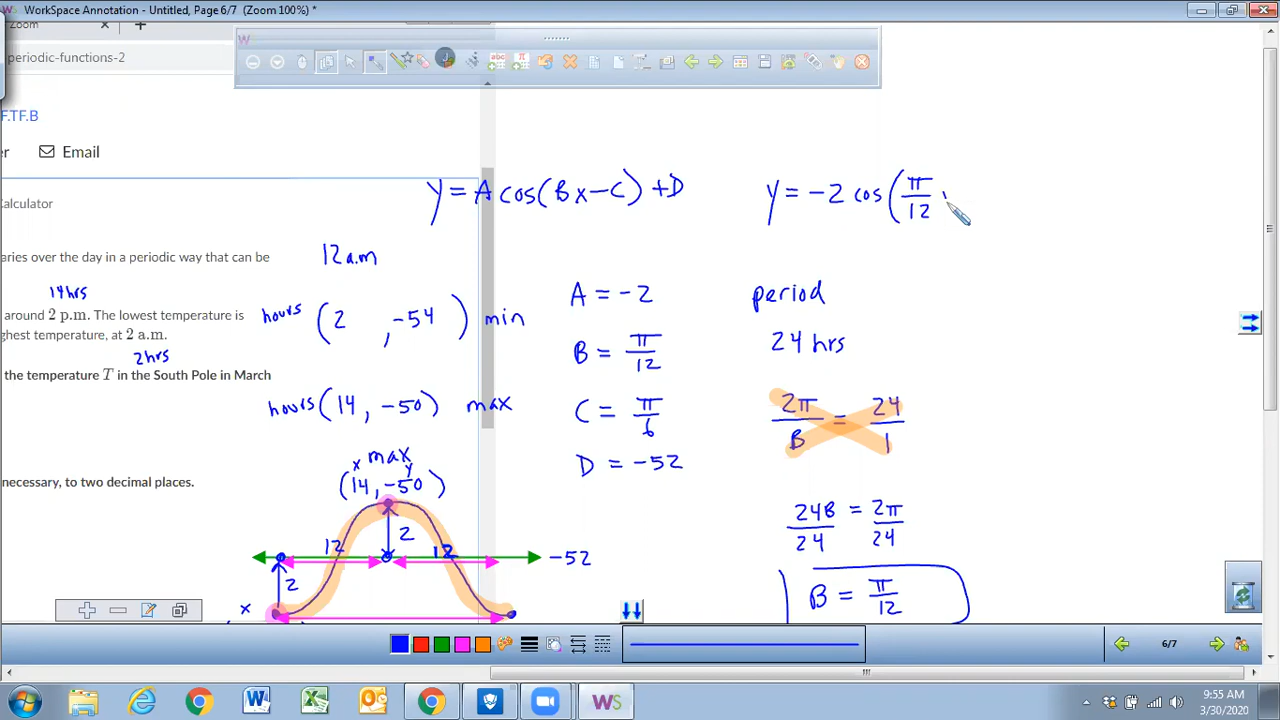 WorkSpace Annotation - Untitled, Page 6/7 (Zoom 100%) *
Zoom
periodic-functions-2
F.TF.B
er
Email
Calculator
aries over the day in a periodic way that can be
14hrs
around 2 p.m. The lowest temperature is
ghest temperature, at 2 a.m.
2hrs
the temperature T in the South Pole in March
necessary, to two decimal places.
y = A cos(Bx-C) +D
12a.m
hours (2 , -54 ) min
hours (14, -50) max
max
x y
(14, -50)
2
12 12
-52
2
x
A = -2
B = π/12
C = π/6
D = -52
y = -2 cos(π/12
period
24 hrs
2π/B = 24/1
24B/24 = 2π/24
B = π/12
6/7
WS
9:55 AM
3/30/2020